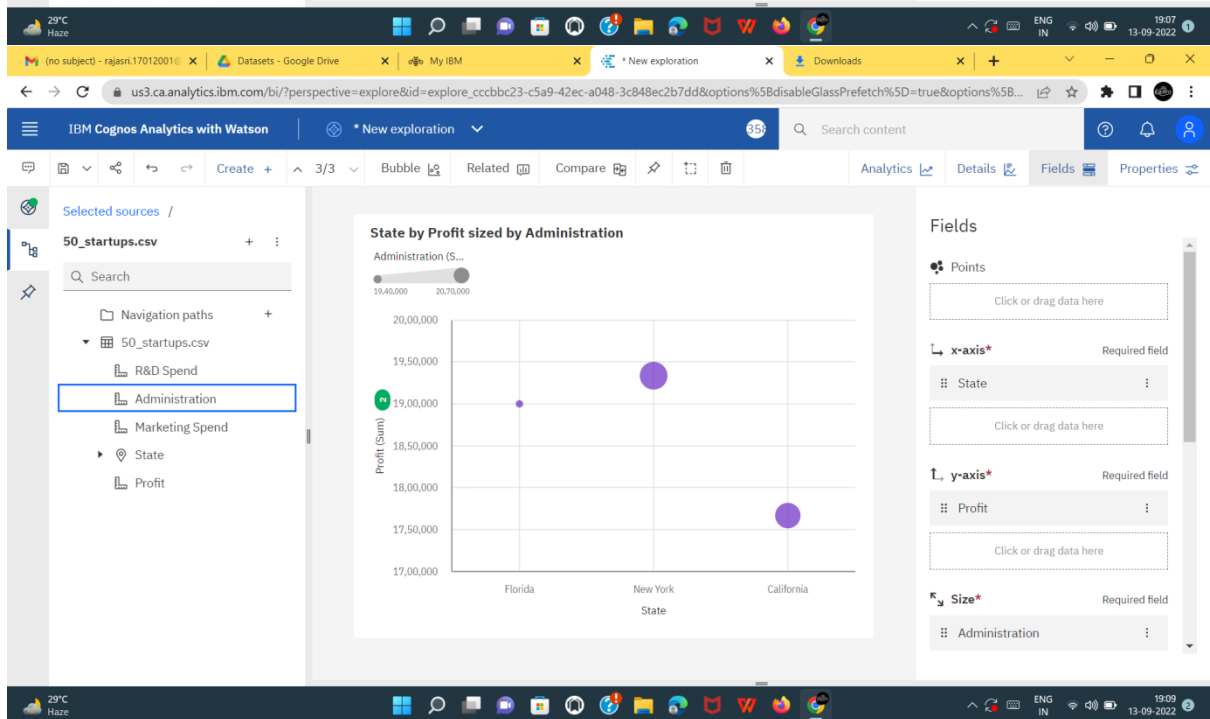 29°C
Haze
ENG
IN
19:07
13-09-2022
1
(no subject) - rajasri.17012001@
Datasets - Google Drive
My IBM
* New exploration
Downloads
us3.ca.analytics.ibm.com/bi/?perspective=explore&id=explore_cccbbc23-c5a9-42ec-a048-3c848ec2b7dd&options%5BdisableGlassPrefetch%5D=true&options%5B...
IBM Cognos Analytics with Watson
* New exploration
358
Search content
Create +
3/3
Bubble
Related
Compare
Analytics
Details
Fields
Properties
Selected sources /
50_startups.csv
Search
Navigation paths
50_startups.csv
R&D Spend
Administration
Marketing Spend
State
Profit
State by Profit sized by Administration
Administration (S...
19,40,000 20,70,000
20,00,000
19,50,000
19,00,000
18,50,000
18,00,000
17,50,000
17,00,000
Profit (Sum)
2
Florida New York California
State
Fields
Points
Click or drag data here
x-axis* Required field
State
Click or drag data here
y-axis* Required field
Profit
Click or drag data here
Size* Required field
Administration
29°C
Haze
ENG
IN
19:09
13-09-2022
2